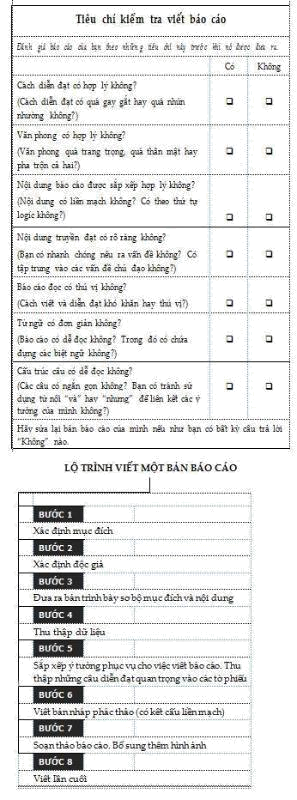 Tiêu chí kiểm tra viết báo cáo
Đánh giá báo cáo của bạn theo những tiêu chí này trước khi nó được đưa ra.
Có Không
Cách diễn đạt có hợp lý không?
(Cách diễn đạt có quá gay gắt hay quá nhún
nhường không?)
Văn phong có hợp lý không?
(Văn phong quá trang trọng, quá thân mật hay
pha trộn cả hai?)
Nội dung báo cáo được sắp xếp hợp lý không?
(Nội dung có liền mạch không? Có theo thứ tự
logic không?)
Nội dung truyền đạt có rõ ràng không?
(Bạn có nhanh chóng nêu ra vấn đề không? Có
tập trung vào các vấn đề chủ đạo không?)
Báo cáo đọc có thú vị không?
(Cách viết và diễn đạt khó khăn hay thú vị?)
Từ ngữ có đơn giản không?
(Báo cáo có dễ đọc không? Trong đó có chứa
đựng các biệt ngữ không?)
Cấu trúc câu có dễ đọc không?
(Các câu có ngắn gọn không? Bạn có tránh sử
dụng từ nối "và" hay "nhưng" để liên kết các ý
tưởng của mình không?)
Hãy sửa lại bản báo cáo của mình nếu như bạn có bất kỳ câu trả lời
"Không" nào.
LỘ TRÌNH VIẾT MỘT BẢN BÁO CÁO
BƯỚC 1
Xác định mục đích
BƯỚC 2
Xác định độc giả
BƯỚC 3
Đưa ra bản trình bày sơ bộ mục đích và nội dung
BƯỚC 4
Thu thập dữ liệu
BƯỚC 5
Sắp xếp ý tưởng phục vụ cho việc viết báo cáo. Thu
thập những câu diễn đạt quan trọng vào các tờ phiếu
BƯỚC 6
Viết bản nháp phác thảo (có kết cấu liền mạch)
BƯỚC 7
Soạn thảo báo cáo. Bổ sung thêm hình ảnh
BƯỚC 8
Viết lần cuối